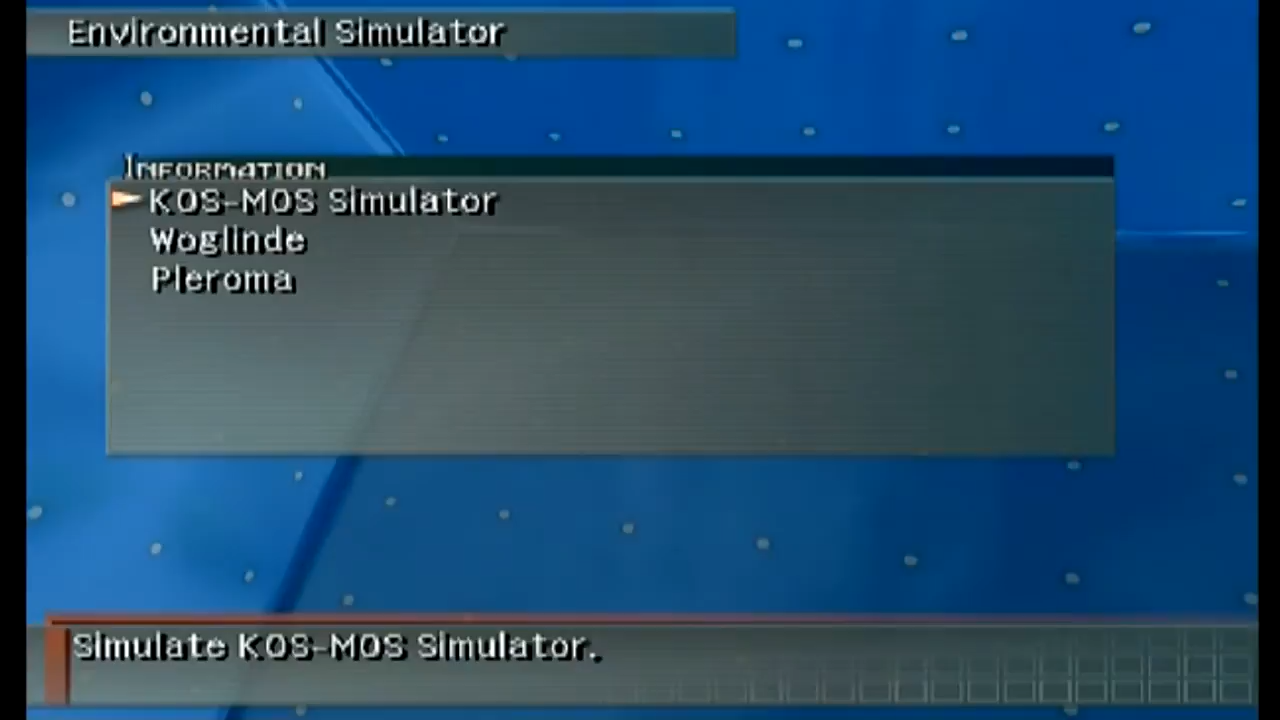 Environmental Simulator
INFORMATION
KOS-MOS Simulator
Woglinde
Pleroma
Simulate KOS-MOS Simulator.